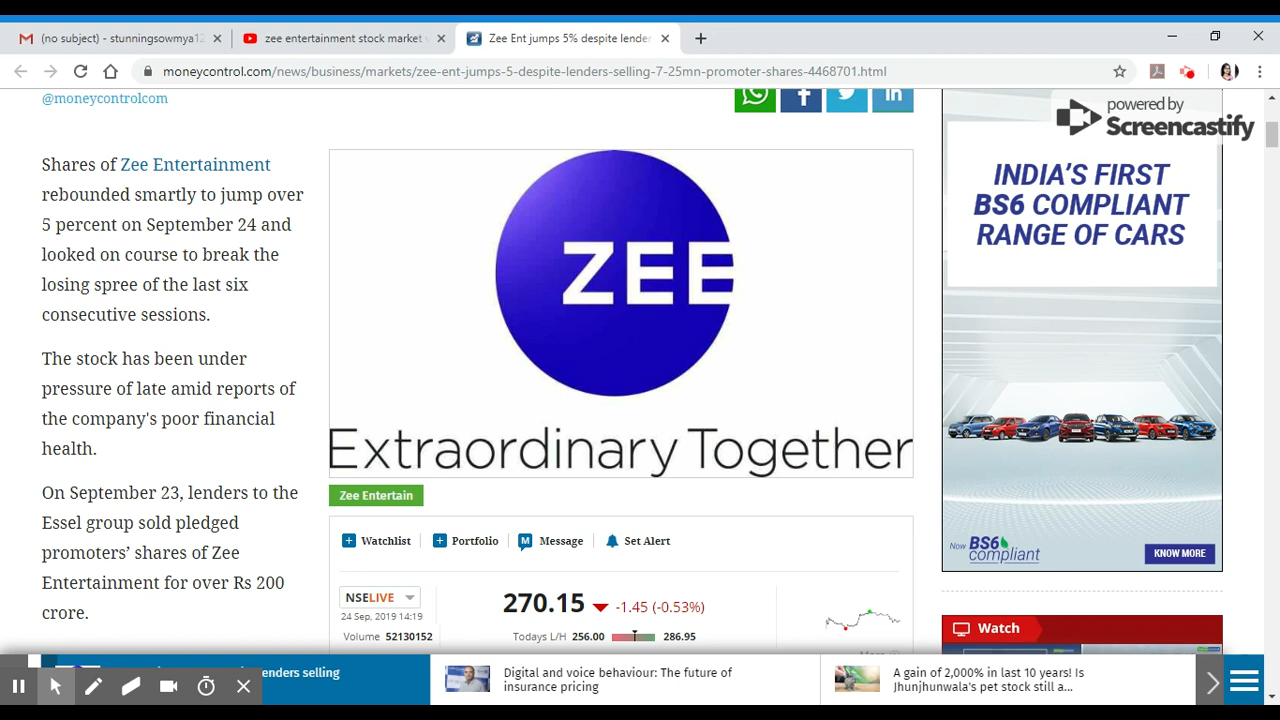 (no subject) - stunningsowmya12
zee entertainment stock market
Zee Ent jumps 5% despite lender
moneycontrol.com/news/business/markets/zee-ent-jumps-5-despite-lenders-selling-7-25mn-promoter-shares-4468701.html
@moneycontrolcom
powered by
Screencastify
Shares of Zee Entertainment
rebounded smartly to jump over
5 percent on September 24 and
looked on course to break the
losing spree of the last six
consecutive sessions.
The stock has been under
pressure of late amid reports of
the company's poor financial
health.
On September 23, lenders to the
Essel group sold pledged
promoters' shares of Zee
Entertainment for over Rs 200
crore.
ZEE
Extraordinary Together
Zee Entertain
Watchlist Portfolio Message Set Alert
NSELIVE
24 Sep, 2019 14:19
270.15 -1.45 (-0.53%)
Volume 52130152
Todays L/H 256.00 286.95
INDIA'S FIRST
BS6 COMPLIANT
RANGE OF CARS
Now BS6
compliant
KNOW MORE
Watch
enders selling
Digital and voice behaviour: The future of
insurance pricing
A gain of 2,000% in last 10 years! Is
Jhunjhunwala's pet stock still a...